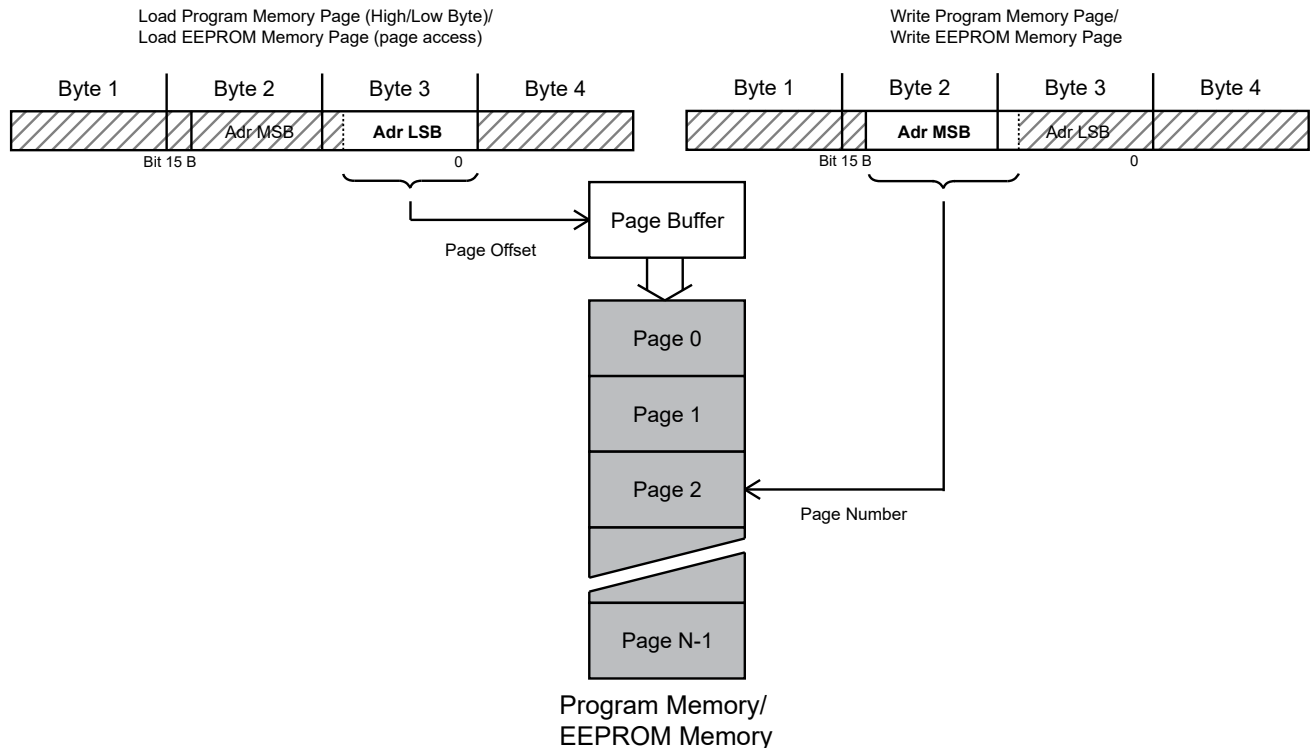 Load Program Memory Page (High/Low Byte)/
Load EEPROM Memory Page (page access)
Write Program Memory Page/
Write EEPROM Memory Page
Byte 1 Byte 2 Byte 3 Byte 4
Byte 1 Byte 2 Byte 3 Byte 4
Adr MSB Adr LSB
Adr MSB Adr LSB
Bit 15 B 0
Bit 15 B 0
Page Buffer
Page Offset
Page 0
Page 1
Page 2
Page Number
Page N-1
Program Memory/
EEPROM Memory